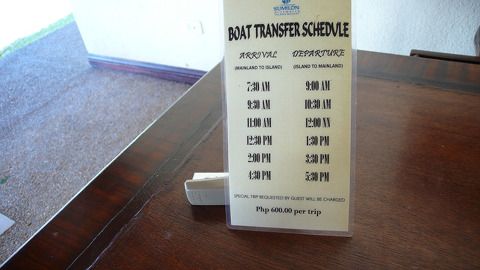 SUMILON
BOAT TRANSFER SCHEDULE
ARRIVAL DEPARTURE
(MAINLAND TO ISLAND) (ISLAND TO MAINLAND)
7:30 AM 9:00 AM
9:30 AM 10:30 AM
11:00 AM 12:00 NN
12:30 PM 1:30 PM
2:00 PM 3:30 PM
4:30 PM 5:30 PM
SPECIAL TRIP REQUESTED BY GUEST WILL BE CHARGED
Php 600.00 per trip